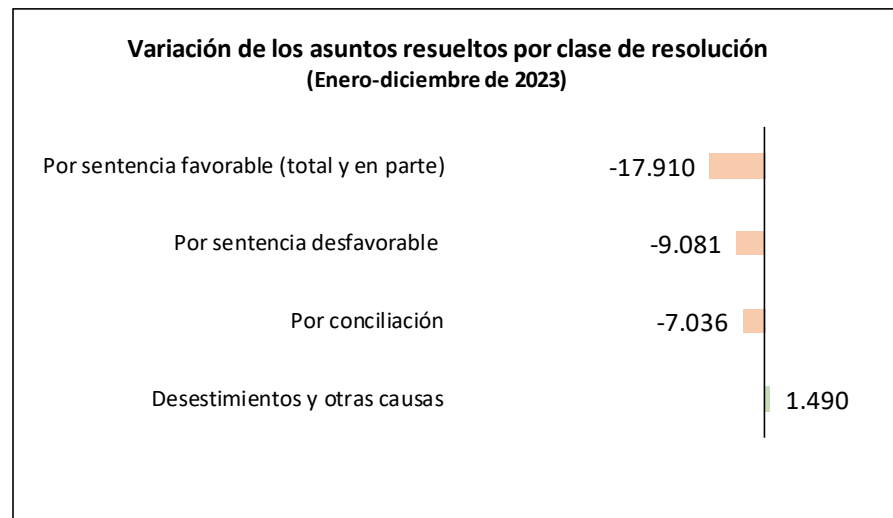 Variación de los asuntos resueltos por clase de resolución
(Enero-diciembre de 2023)
Por sentencia favorable (total y en parte)
-17.910
Por sentencia desfavorable
-9.081
Por conciliación
-7.036
Desestimientos y otras causas
1.490